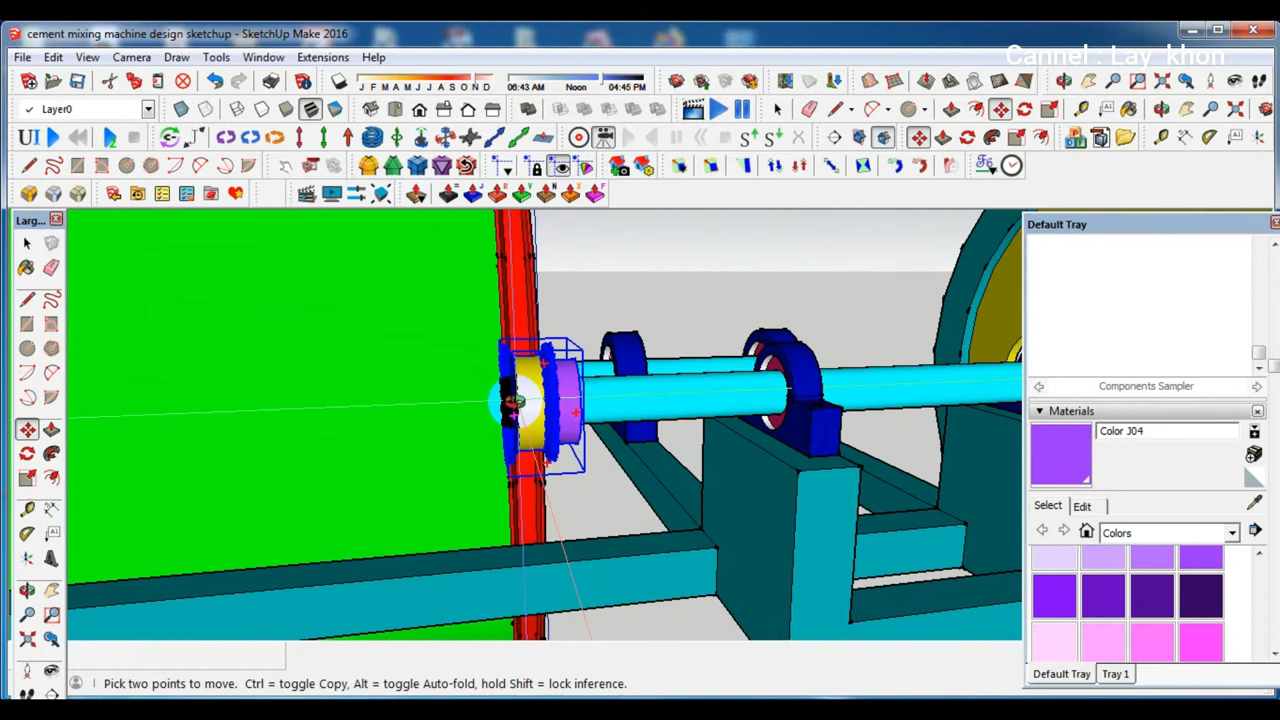 cement mixing machine design sketchup - SketchUp Make 2016
Cannel : Lay khon
File Edit View Camera Draw Tools Window Extensions Help
J F M A M J J A S O N D
06:43 AM Noon 04:45 PM
Layer0
UI
Larg...
Default Tray
Components Sampler
Materials
Color J04
Select Edit
Colors
Default Tray Tray 1
Pick two points to move. Ctrl = toggle Copy, Alt = toggle Auto-fold, hold Shift = lock inference.